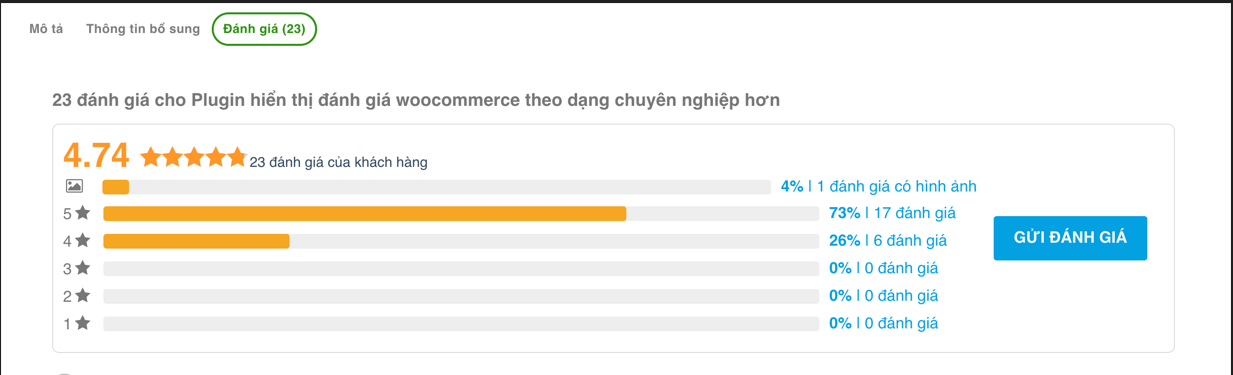 Mô tả Thông tin bổ sung Đánh giá (23)
23 đánh giá cho Plugin hiển thị đánh giá woocommerce theo dạng chuyên nghiệp hơn
4.74 23 đánh giá của khách hàng
4% | 1 đánh giá có hình ảnh
5 73% | 17 đánh giá
4 26% | 6 đánh giá
GỬI ĐÁNH GIÁ
3 0% | 0 đánh giá
2 0% | 0 đánh giá
1 0% | 0 đánh giá